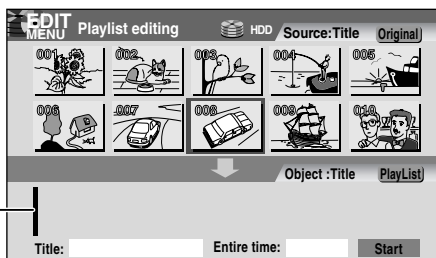 EDIT
MENU
Playlist editing
HDD
Source:Title
Original
001
002
003
004
005
006
007
008
009
010
Object :Title
PlayList
Title:
Entire time:
Start